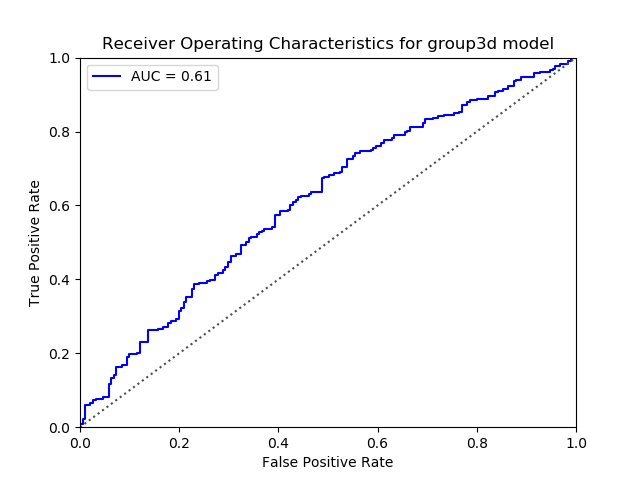 Receiver Operating Characteristics for group3d model
AUC = 0.61
1.0
0.8
0.6
0.4
0.2
0.0
True Positive Rate
0.0 0.2 0.4 0.6 0.8 1.0
False Positive Rate